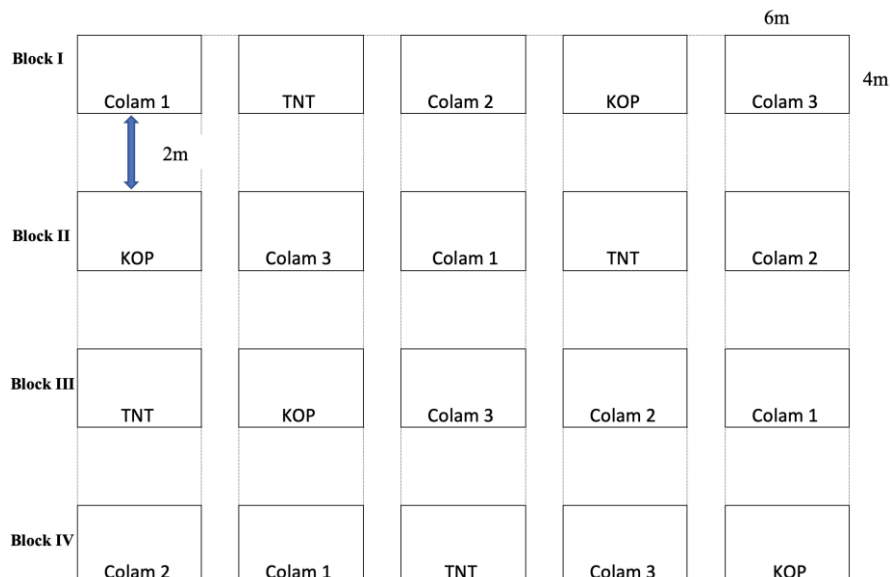 6m
Block I
4m
Colam 1 TNT Colam 2 KOP Colam 3
2m
Block II
KOP Colam 3 Colam 1 TNT Colam 2
Block III
TNT KOP Colam 3 Colam 2 Colam 1
Block IV
Colam 2 Colam 1 TNT Colam 3 KOP